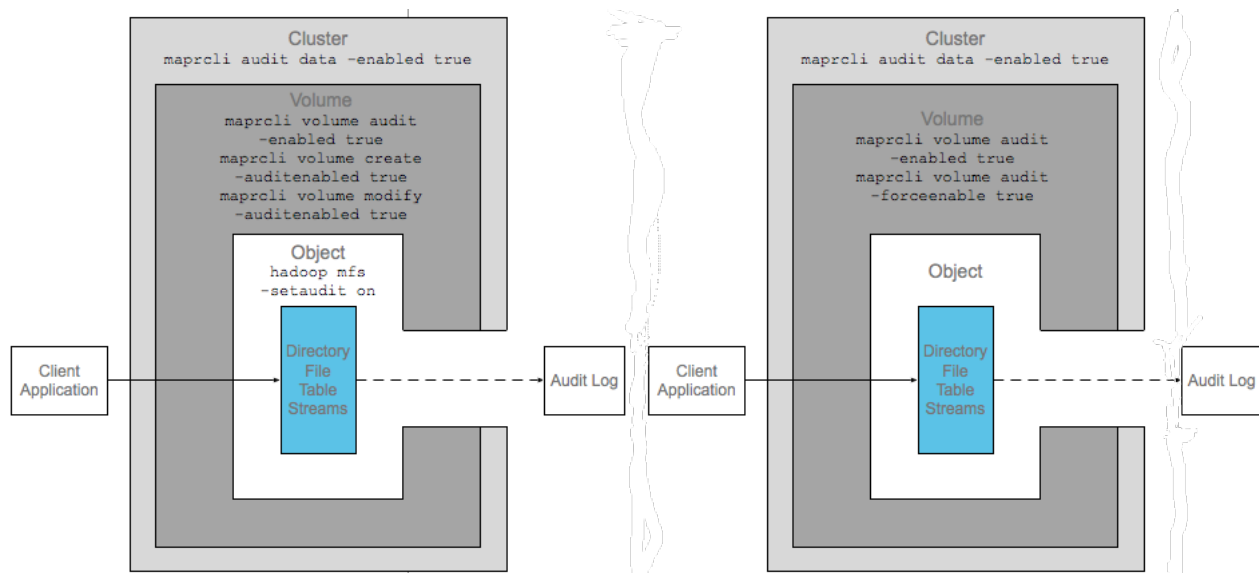 Cluster
maprcli audit data -enabled true
Volume
maprcli volume audit
-enabled true
maprcli volume create
-auditenabled true
maprcli volume modify
-auditenabled true
Object
hadoop mfs
-setaudit on
Client
Application
Directory
File
Table
Streams
Audit Log
Cluster
maprcli audit data -enabled true
Volume
maprcli volume audit
-enabled true
maprcli volume audit
-forceenable true
Object
Client
Application
Directory
File
Table
Streams
Audit Log